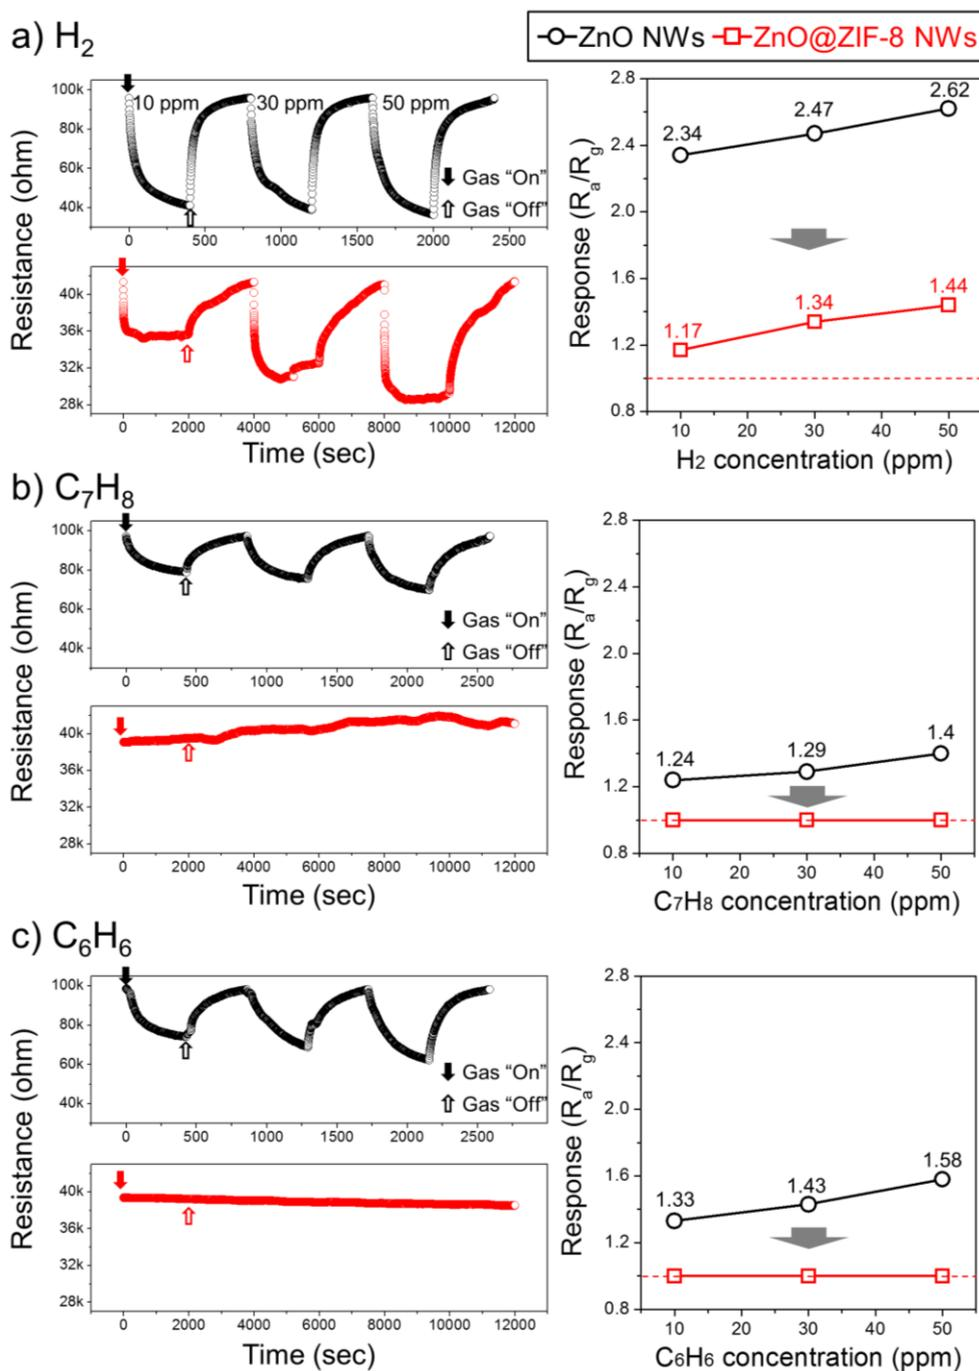 a) H2
ZnO NWs ZnO@ZIF-8 NWs
Resistance (ohm)
100k
80k
60k
40k
10 ppm 30 ppm 50 ppm
Gas “On”
Gas “Off”
0 500 1000 1500 2000 2500
40k
36k
32k
28k
0 2000 4000 6000 8000 10000 12000
Time (sec)
Response (Ra/Rg)
2.8
2.4
2.0
1.6
1.2
0.8
2.34 2.47 2.62
1.17 1.34 1.44
10 20 30 40 50
H2 concentration (ppm)
b) C7H8
Resistance (ohm)
100k
80k
60k
40k
Gas “On”
Gas “Off”
0 500 1000 1500 2000 2500
40k
36k
32k
28k
0 2000 4000 6000 8000 10000 12000
Time (sec)
Response (Ra/Rg)
2.8
2.4
2.0
1.6
1.2
0.8
1.24 1.29 1.4
10 20 30 40 50
C7H8 concentration (ppm)
c) C6H6
Resistance (ohm)
100k
80k
60k
40k
Gas “On”
Gas “Off”
0 500 1000 1500 2000 2500
40k
36k
32k
28k
0 2000 4000 6000 8000 10000 12000
Time (sec)
Response (Ra/Rg)
2.8
2.4
2.0
1.6
1.2
0.8
1.33 1.43 1.58
10 20 30 40 50
C6H6 concentration (ppm)